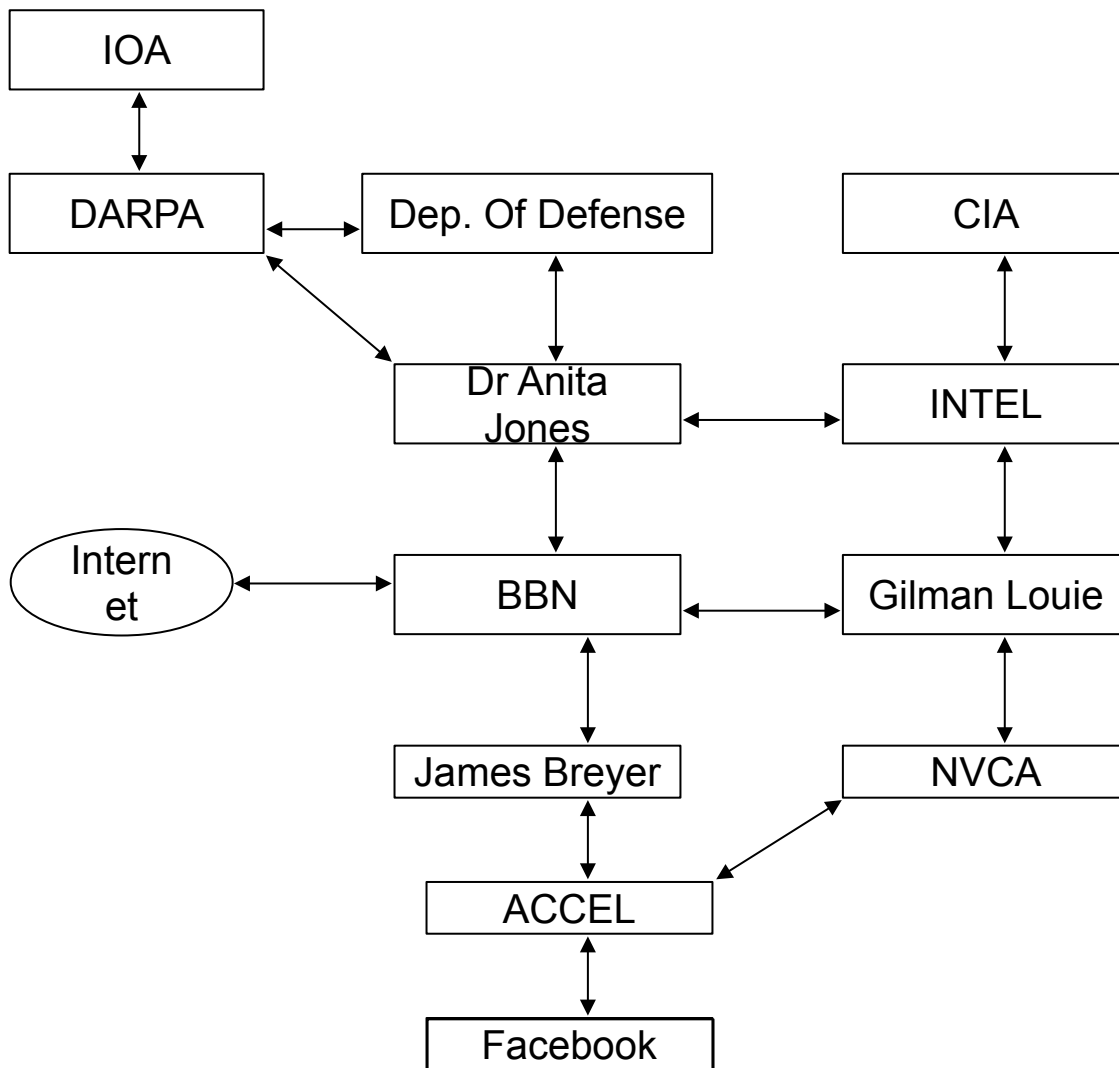 IOA
DARPA
Dep. Of Defense
CIA
Dr Anita
Jones
INTEL
Intern
et
BBN
Gilman Louie
James Breyer
NVCA
ACCEL
Facebook